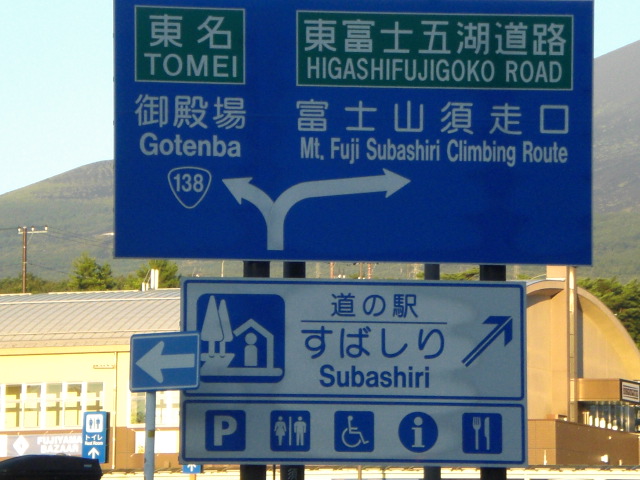 東名
TOMEI
東富士五湖道路
HIGASHIFUJIGOKO ROAD
御殿場
Gotenba
富士山須走口
Mt. Fuji Subashiri Climbing Route
138
道の駅
すばしり
Subashiri
P
i
トイレ
FUJIYAMA
BAZAAR